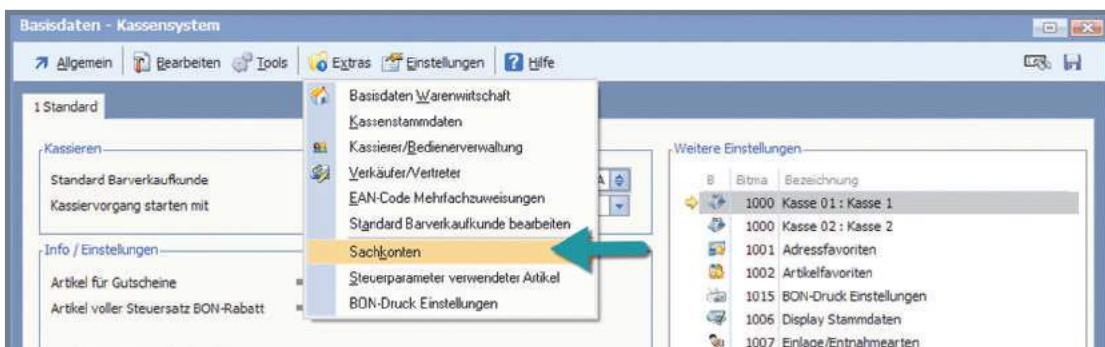 Basisdaten - Kassensystem
Allgemein Bearbeiten Tools Extras Einstellungen Hilfe
1 Standard
Kassieren
Standard Barverkaufkunde
A
Kassiervorgang starten mit
Info / Einstellungen
Artikel für Gutscheine
Artikel voller Steuersatz BON-Rabatt
Basisdaten Warenwirtschaft
Kassenstammdaten
Kassierer/Bedienerverwaltung
Verkäufer/Vertreter
EAN-Code Mehrfachzuweisungen
Standard Barverkaufkunde bearbeiten
Sachkonten
Steuerparameter verwendeter Artikel
BON-Druck Einstellungen
Weitere Einstellungen
B Bitma Bezeichnung
1000 Kasse 01 : Kasse 1
1000 Kasse 02 : Kasse 2
1001 Adressfavoriten
1002 Artikelfavoriten
1015 BON-Druck Einstellungen
1006 Display Stammdaten
1007 Einlage/Entnahmearten